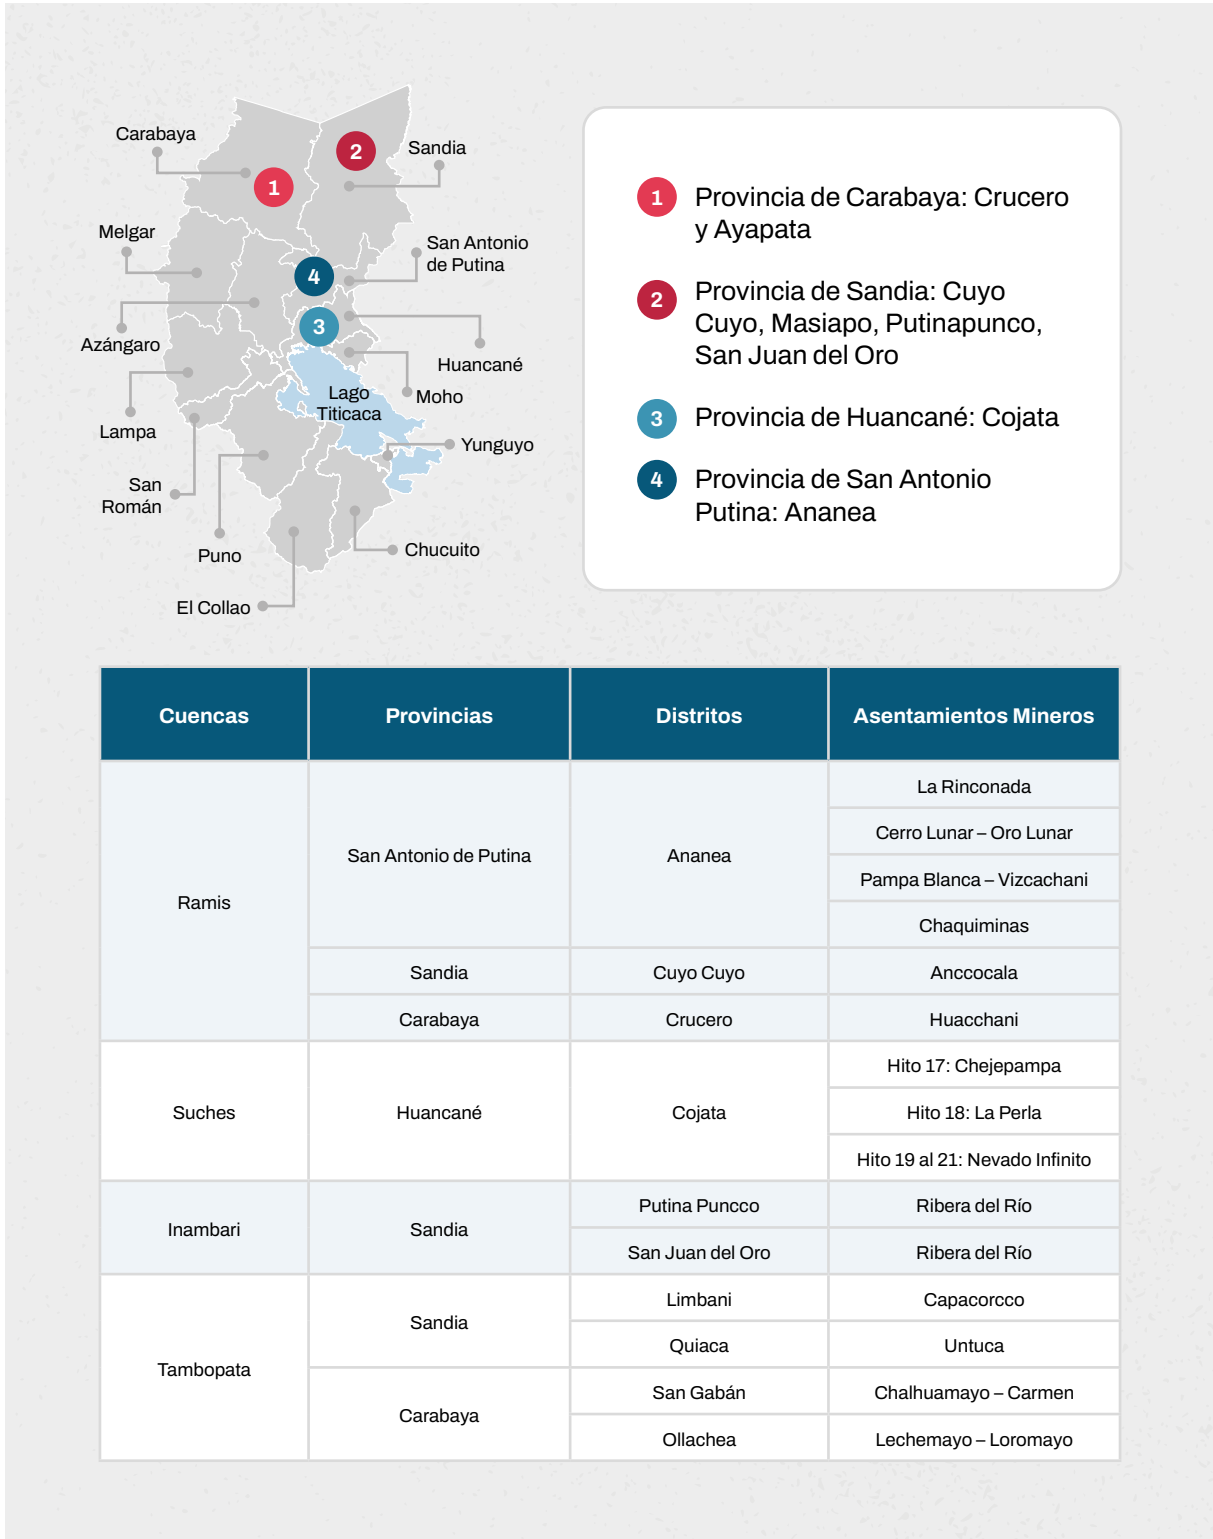 Carabaya
2
Sandia
1
Melgar
San Antonio
de Putina
4
3
Azángaro
Huancané
Lago
Titicaca
Moho
Lampa
Yunguyo
San
Román
Puno
Chucuito
El Collao
1 Provincia de Carabaya: Crucero
y Ayapata
2 Provincia de Sandia: Cuyo
Cuyo, Masiapo, Putinapunco,
San Juan del Oro
3 Provincia de Huancané: Cojata
4 Provincia de San Antonio
Putina: Ananea
Cuencas Provincias Distritos Asentamientos Mineros
Ramis San Antonio de Putina Ananea La Rinconada
Cerro Lunar – Oro Lunar
Pampa Blanca – Vizcachani
Chaquiminas
Sandia Cuyo Cuyo Anccocala
Carabaya Crucero Huacchani
Suches Huancané Cojata Hito 17: Chejepampa
Hito 18: La Perla
Hito 19 al 21: Nevado Infinito
Inambari Sandia Putina Puncco Ribera del Río
San Juan del Oro Ribera del Río
Tambopata Sandia Limbani Capacorcco
Quiaca Untuca
Carabaya San Gabán Chalhuamayo – Carmen
Ollachea Lechemayo – Loromayo